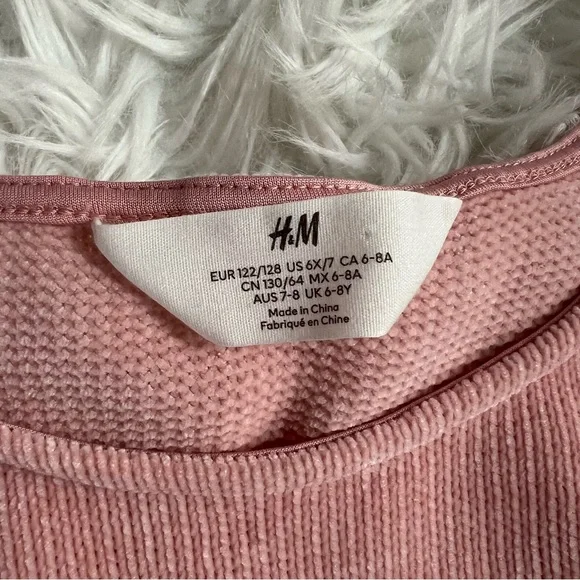 H&M
EUR 122/128 US 6X/7 CA 6-8A
CN 130/64 MX 6-8A
AUS 7-8 UK 6-8Y
Made in China
Fabriqué en Chine